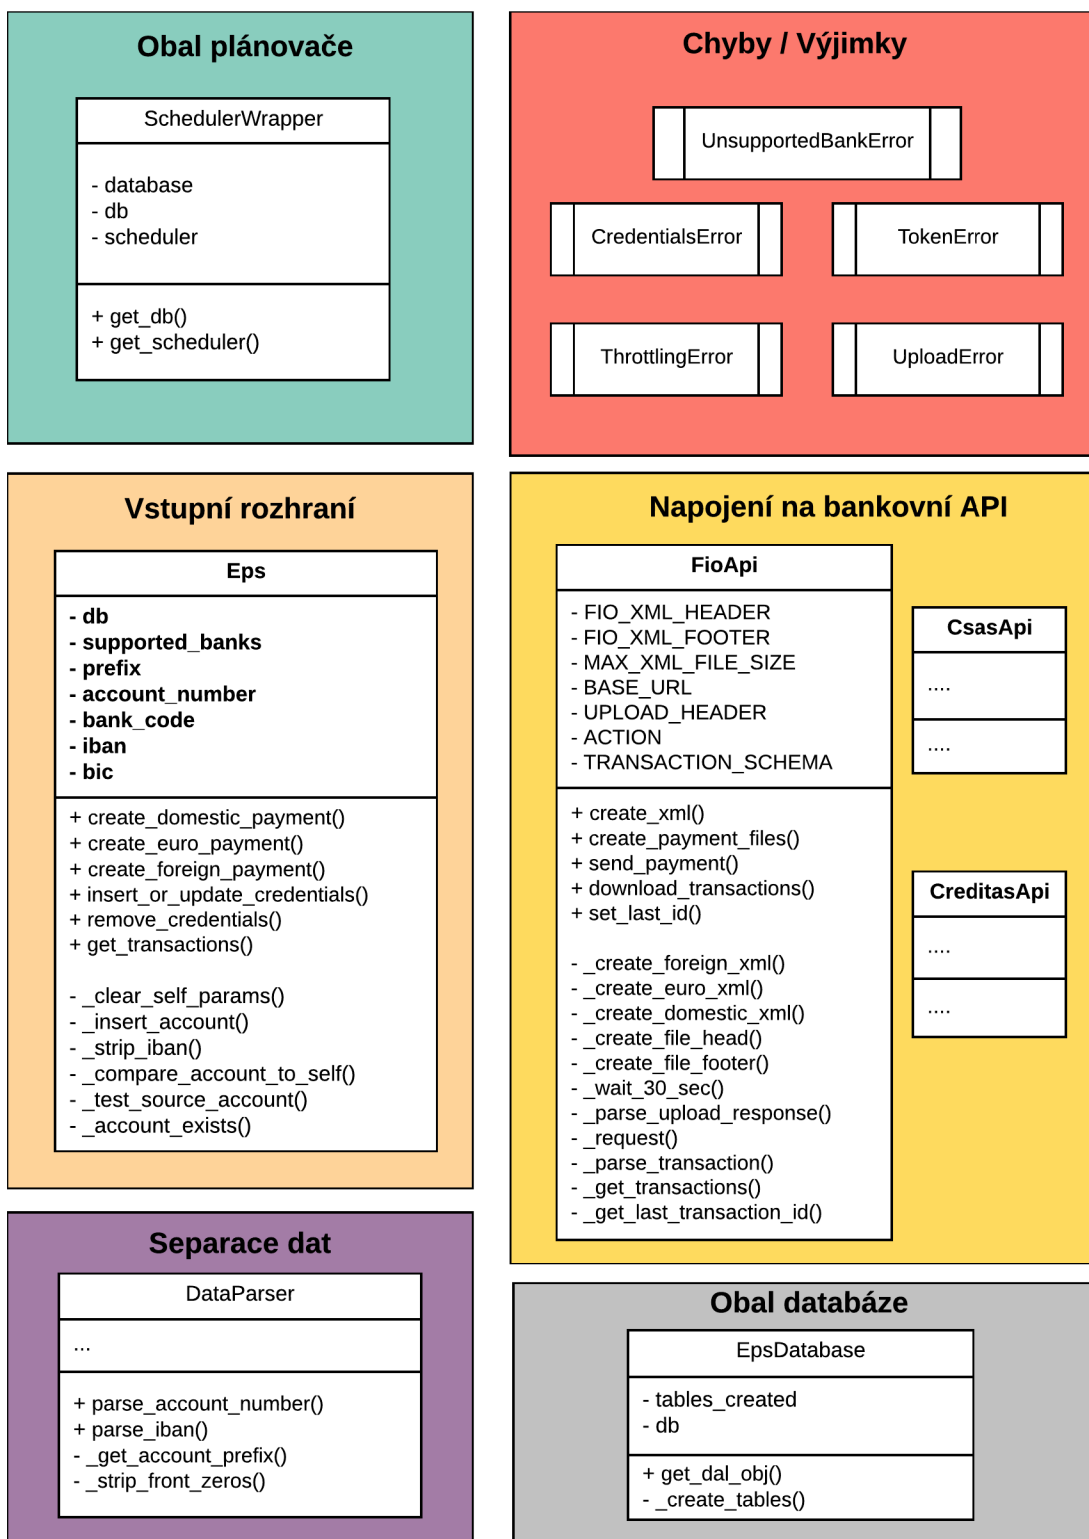 Obal plánovače
SchedulerWrapper
- database
- db
- scheduler
+ get_db()
+ get_scheduler()
Chyby / Výjimky
UnsupportedBankError
CredentialsError
TokenError
ThrottlingError
UploadError
Vstupní rozhraní
Eps
- db
- supported_banks
- prefix
- account_number
- bank_code
- iban
- bic
+ create_domestic_payment()
+ create_euro_payment()
+ create_foreign_payment()
+ insert_or_update_credentials()
+ remove_credentials()
+ get_transactions()
- _clear_self_params()
- _insert_account()
- _strip_iban()
- _compare_account_to_self()
- _test_source_account()
- _account_exists()
Napojení na bankovní API
FioApi
- FIO_XML_HEADER
- FIO_XML_FOOTER
- MAX_XML_FILE_SIZE
- BASE_URL
- UPLOAD_HEADER
- ACTION
- TRANSACTION_SCHEMA
+ create_xml()
+ create_payment_files()
+ send_payment()
+ download_transactions()
+ set_last_id()
- _create_foreign_xml()
- _create_euro_xml()
- _create_domestic_xml()
- _create_file_head()
- _create_file_footer()
- _wait_30_sec()
- _parse_upload_response()
- _request()
- _parse_transaction()
- _get_transactions()
- _get_last_transaction_id()
CsasApi
....
....
CreditasApi
....
....
Separace dat
DataParser
...
+ parse_account_number()
+ parse_iban()
- _get_account_prefix()
- _strip_front_zeros()
Obal databáze
EpsDatabase
- tables_created
- db
+ get_dal_obj()
- _create_tables()